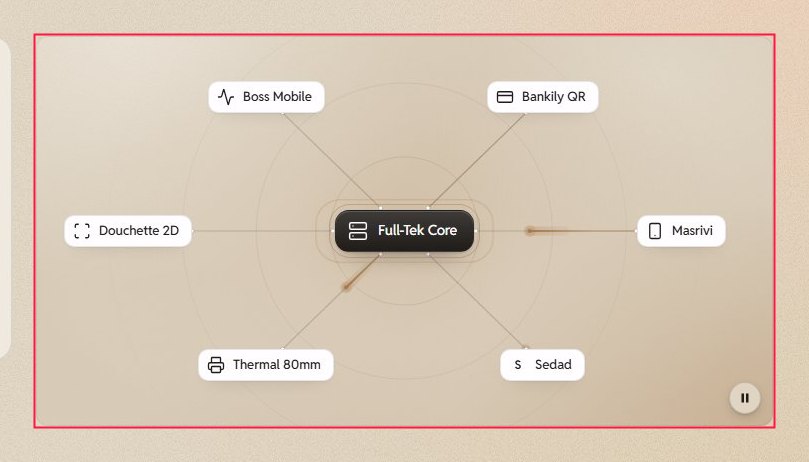 Boss Mobile
Bankily QR
Douchette 2D
Full-Tek Core
Masrivi
Thermal 80mm
S Sedad